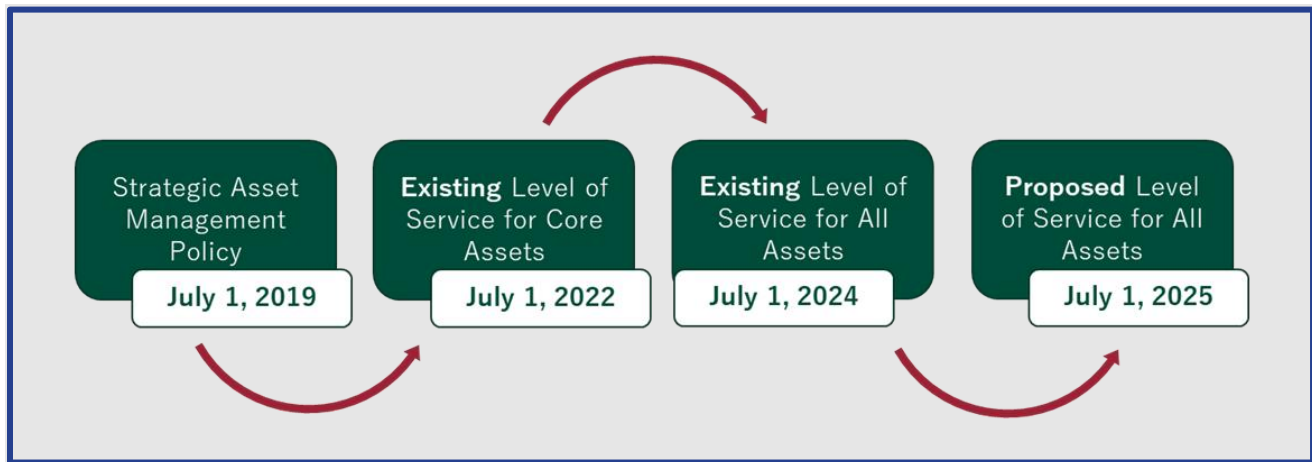 Strategic Asset
Management
Policy
July 1, 2019
Existing Level of
Service for Core
Assets
July 1, 2022
Existing Level of
Service for All
Assets
July 1, 2024
Proposed Level
of Service for All
Assets
July 1, 2025